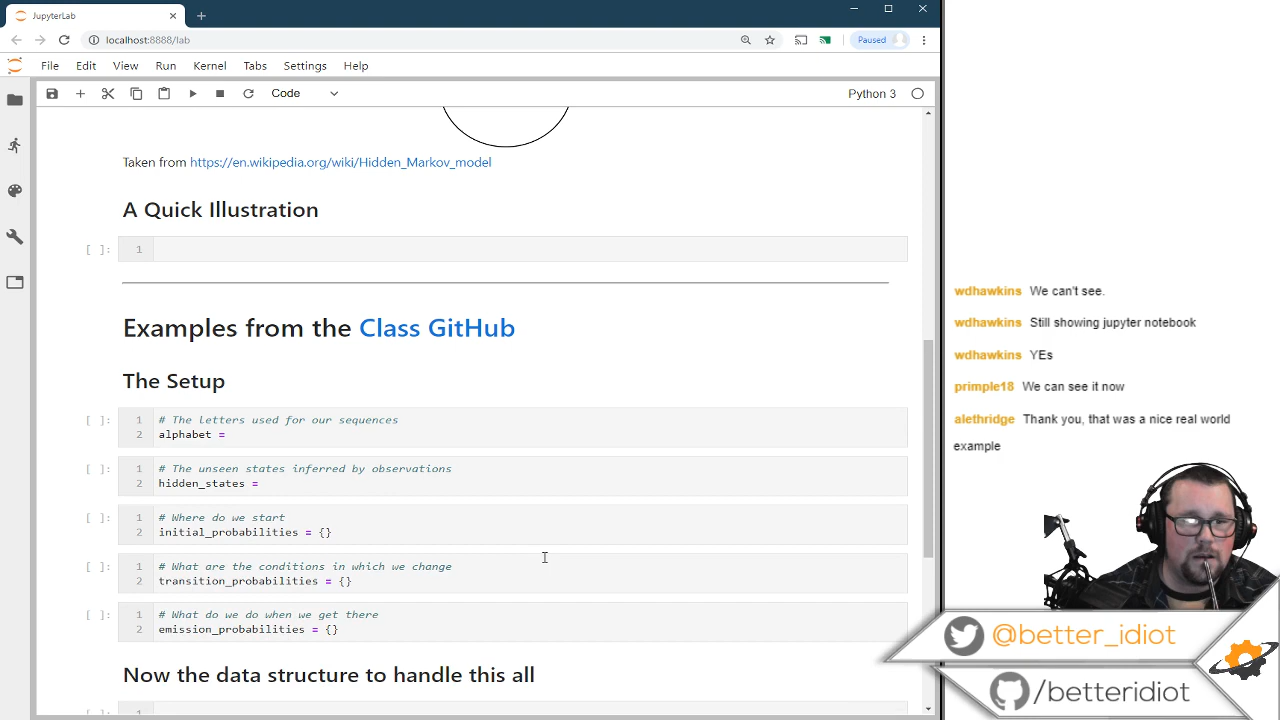 JupyterLab
localhost:8888/lab
Paused
File Edit View Run Kernel Tabs Settings Help
Code
Python 3
Taken from https://en.wikipedia.org/wiki/Hidden_Markov_model
A Quick Illustration
[ ]: 1
Examples from the Class GitHub
The Setup
[ ]: 1 # The letters used for our sequences
2 alphabet =
[ ]: 1 # The unseen states inferred by observations
2 hidden_states =
[ ]: 1 # Where do we start
2 initial_probabilities = {}
[ ]: 1 # What are the conditions in which we change
2 transition_probabilities = {}
[ ]: 1 # What do we do when we get there
2 emission_probabilities = {}
Now the data structure to handle this all
[ ]: 1
wdhawkins We can't see.
wdhawkins Still showing jupyter notebook
wdhawkins YEs
primple18 We can see it now
alethridge Thank you, that was a nice real world
example
@better_idiot
/betteridiot